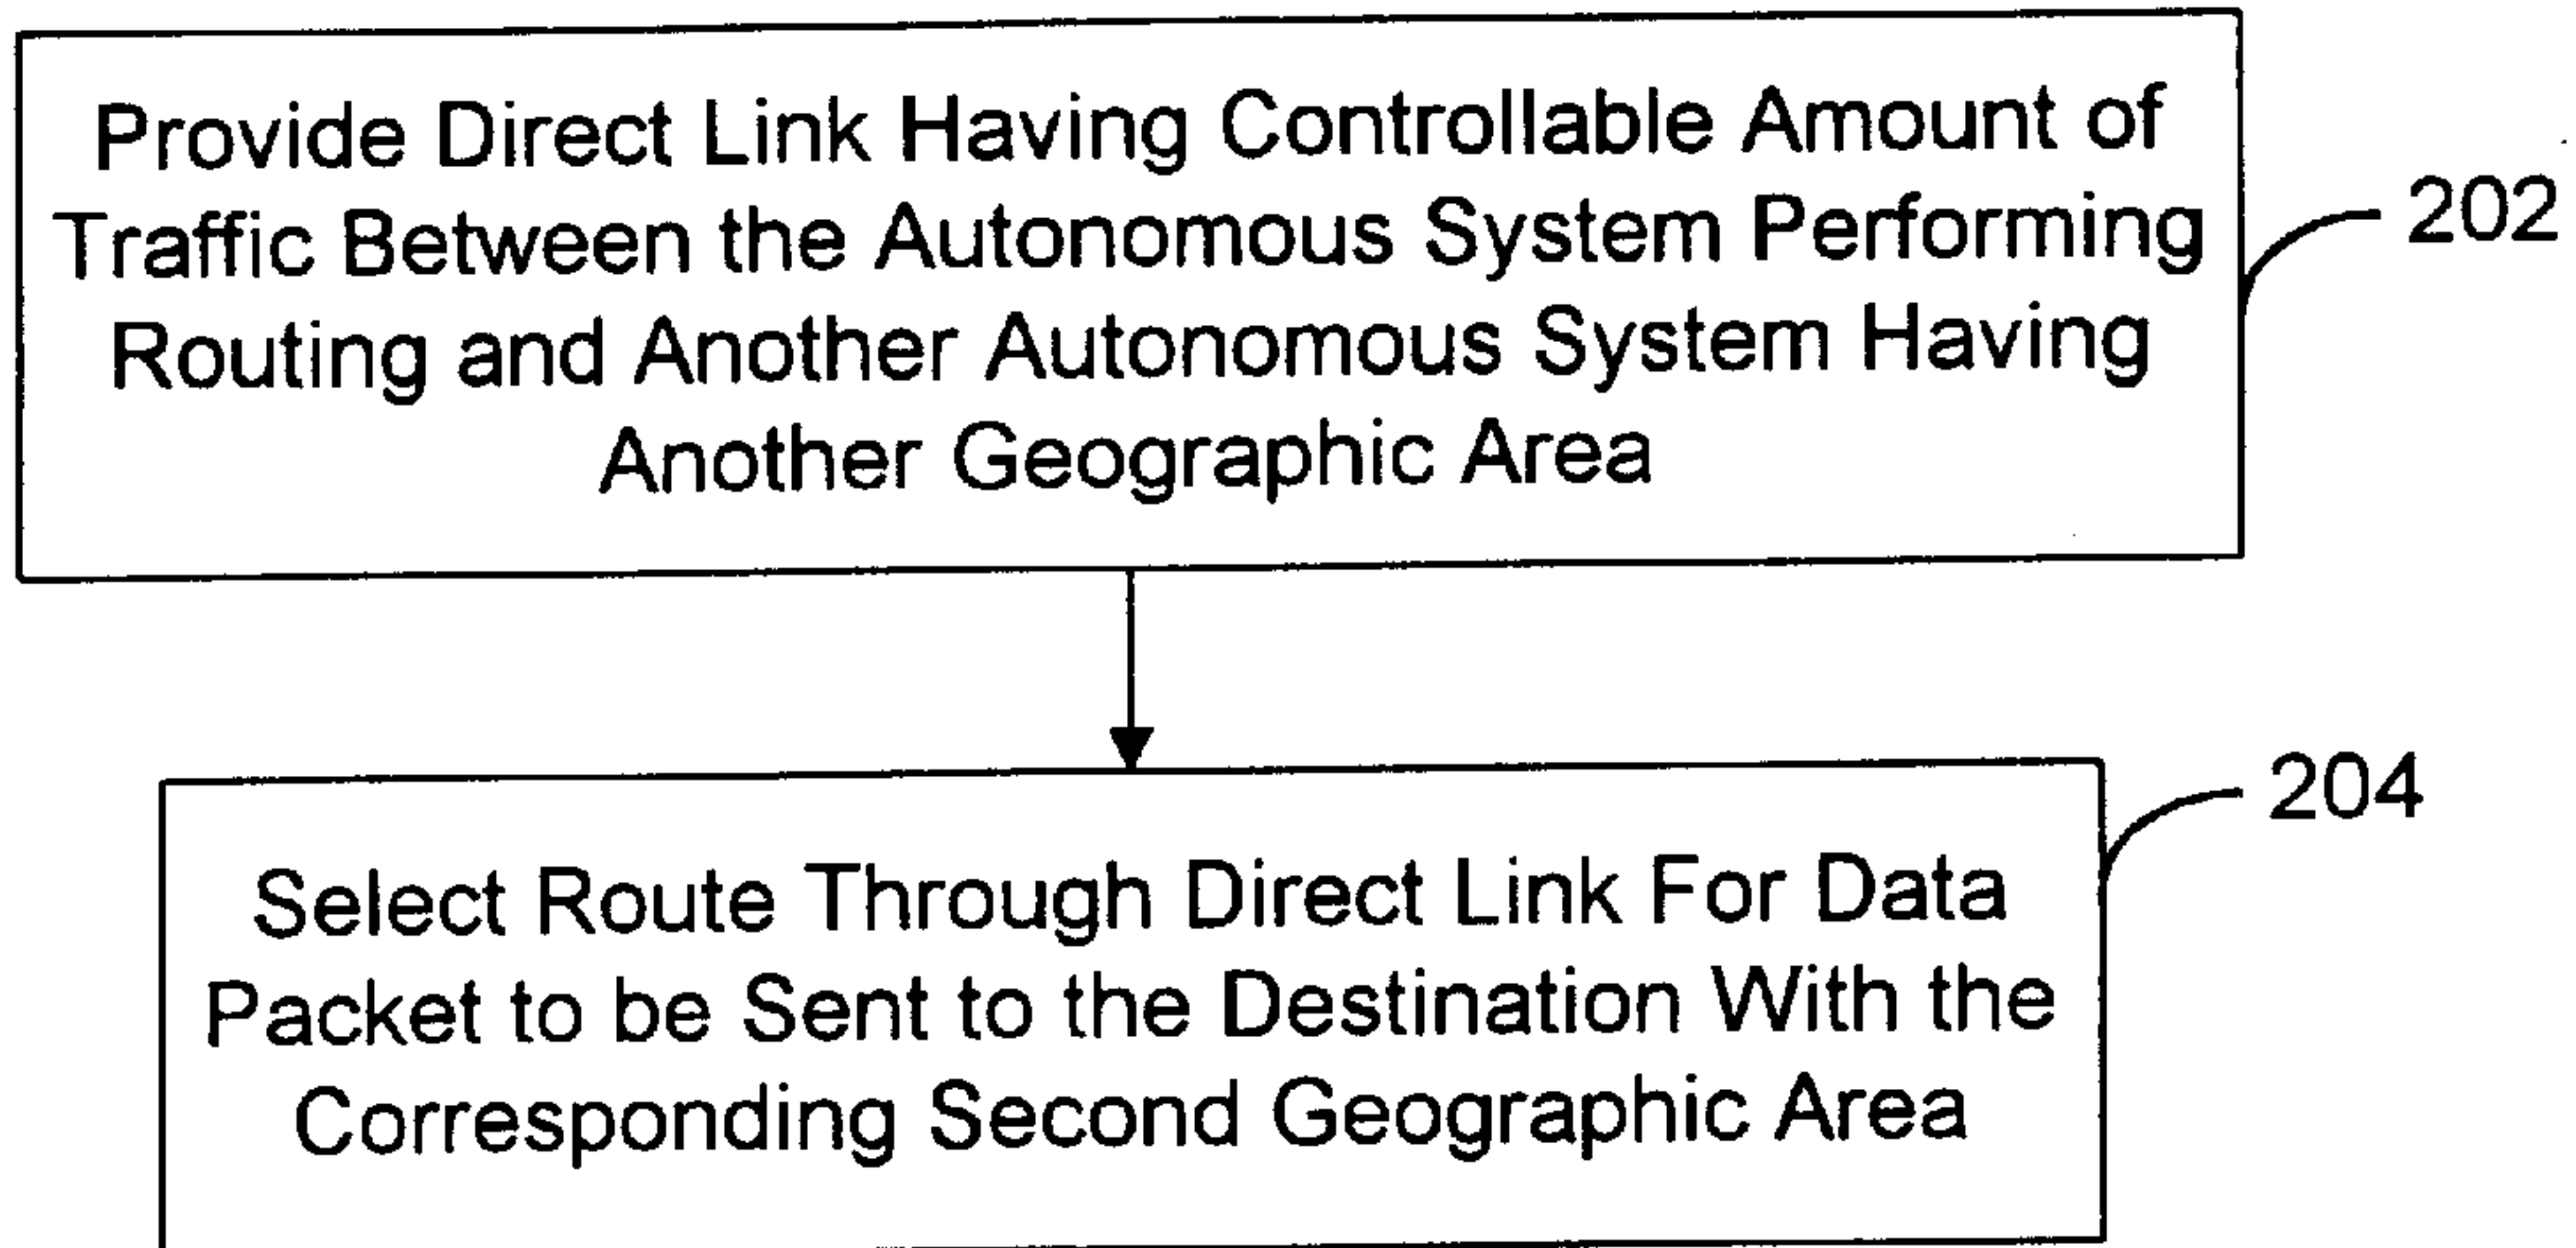 Provide Direct Link Having Controllable Amount of
Traffic Between the Autonomous System Performing
Routing and Another Autonomous System Having
Another Geographic Area
202
204
Select Route Through Direct Link For Data
Packet to be Sent to the Destination With the
Corresponding Second Geographic Area